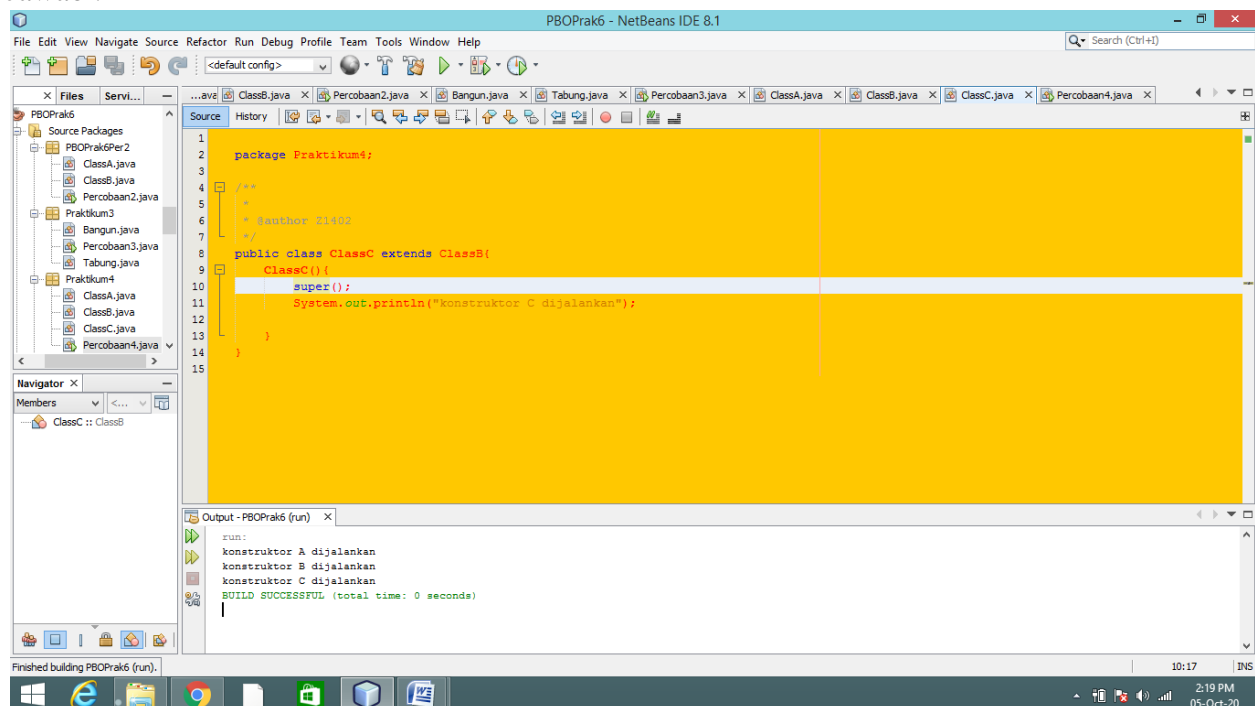 PBOPrak6 - NetBeans IDE 8.1
File Edit View Navigate Source Refactor Run Debug Profile Team Tools Window Help
Search (Ctrl+I)
<default config>
Files Servi...
...ava ClassB.java Percobaan2.java Bangun.java Tabung.java Percobaan3.java ClassA.java ClassB.java ClassC.java Percobaan4.java
PBOPrak6
Source Packages
PBOPrak6Per2
ClassA.java
ClassB.java
Percobaan2.java
Praktikum3
Bangun.java
Percobaan3.java
Tabung.java
Praktikum4
ClassA.java
ClassB.java
ClassC.java
Percobaan4.java
Source History
1
2 package Praktikum4;
3
4 /**
5 *
6 * @author Z1402
7 */
8 public class ClassC extends ClassB{
9 ClassC(){
10 super();
11 System.out.println("konstruktor C dijalankan");
12
13 }
14 }
15
Navigator
Members <...
ClassC :: ClassB
Output - PBOPrak6 (run)
run:
konstruktor A dijalankan
konstruktor B dijalankan
konstruktor C dijalankan
BUILD SUCCESSFUL (total time: 0 seconds)
Finished building PBOPrak6 (run).
10:17 INS
2:19 PM
05-Oct-20